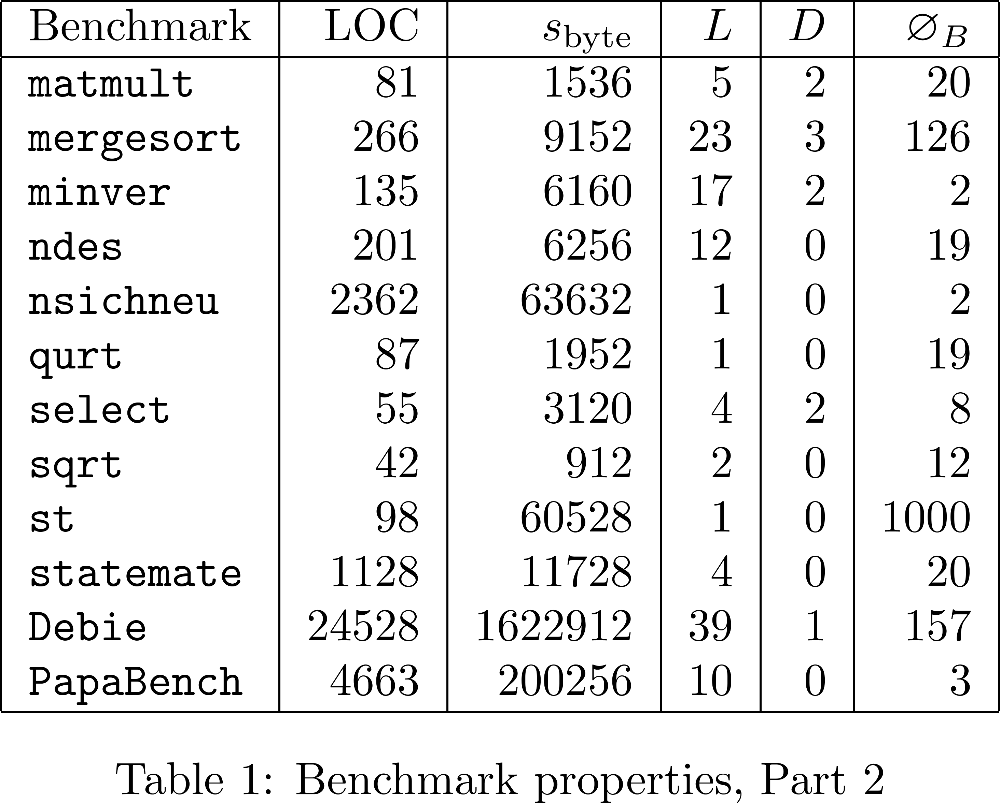 Benchmark LOC s_byte L D ∅_B
matmult 81 1536 5 2 20
mergesort 266 9152 23 3 126
minver 135 6160 17 2 2
ndes 201 6256 12 0 19
nsichneu 2362 63632 1 0 2
qurt 87 1952 1 0 19
select 55 3120 4 2 8
sqrt 42 912 2 0 12
st 98 60528 1 0 1000
statemate 1128 11728 4 0 20
Debie 24528 1622912 39 1 157
PapaBench 4663 200256 10 0 3
Table 1: Benchmark properties, Part 2